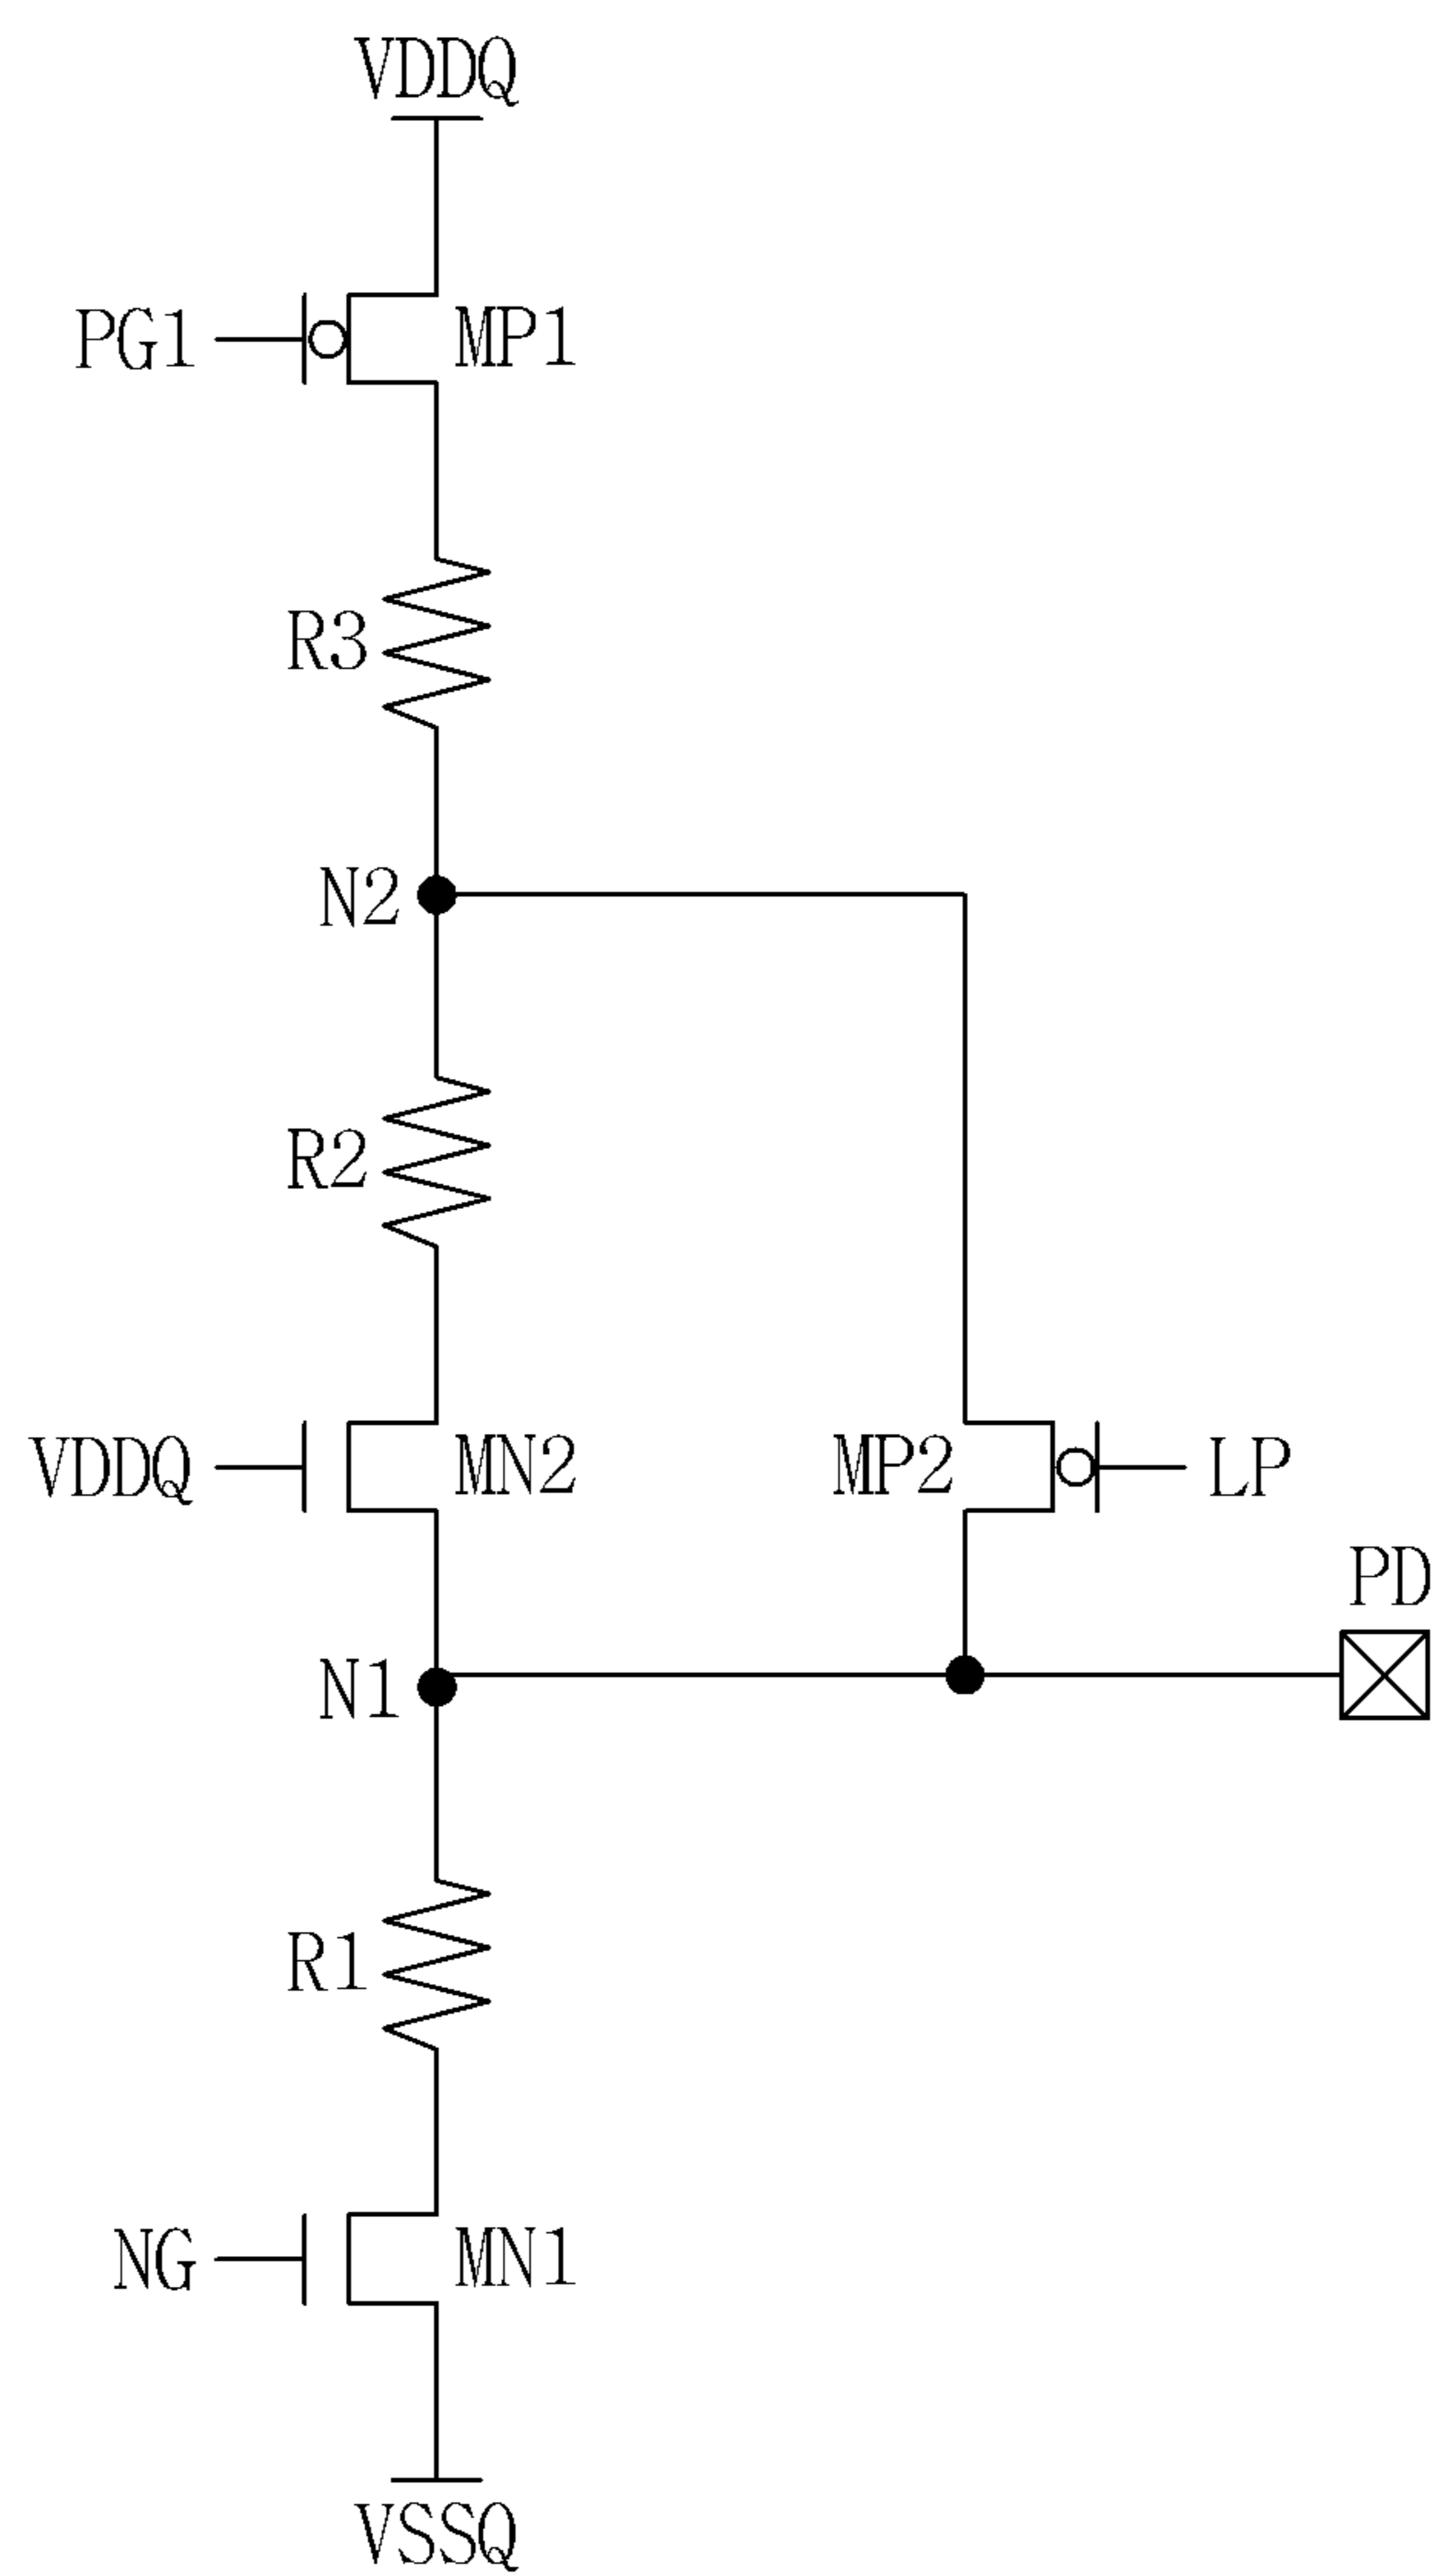 VDDQ
PG1
MP1
R3
N2
R2
VDDQ
MN2
MP2
LP
PD
N1
R1
NG
MN1
VSSQ